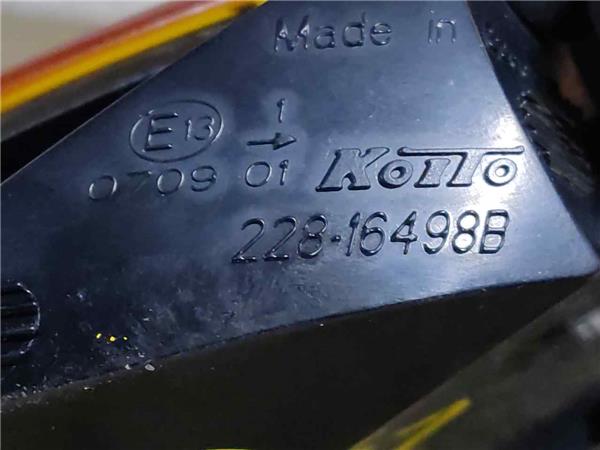 Made in
E13 1 →
0709 01 KoiTo
228-16498B